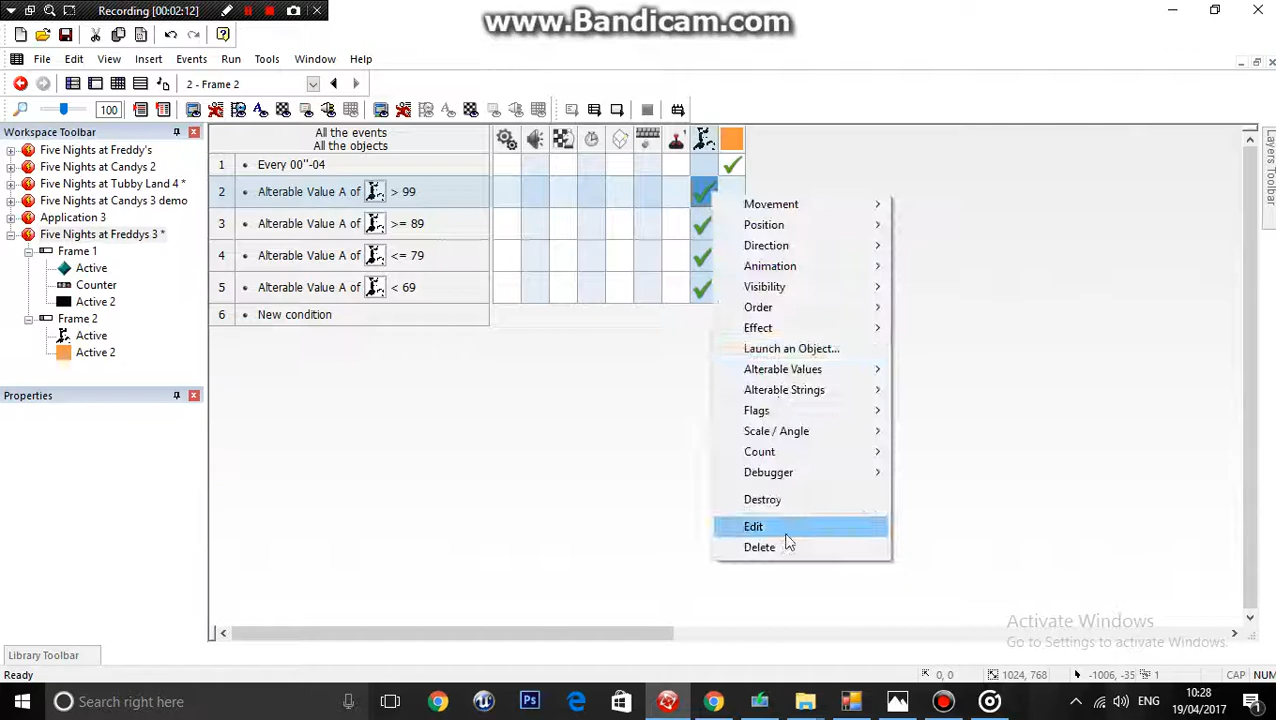 Recording [00:02:12]
www.Bandicam.com
File Edit View Insert Events Run Tools Window Help
2 - Frame 2
100
Workspace Toolbar
Five Nights at Freddy's
Five Nights at Candys 2
Five Nights at Tubby Land 4 *
Five Nights at Candys 3 demo
Application 3
Five Nights at Freddys 3 *
Frame 1
Active
Counter
Active 2
Frame 2
Active
Active 2
Properties
All the events
All the objects
1 • Every 00"-04
2 • Alterable Value A of > 99
3 • Alterable Value A of >= 89
4 • Alterable Value A of <= 79
5 • Alterable Value A of < 69
6 • New condition
Movement
Position
Direction
Animation
Visibility
Order
Effect
Launch an Object...
Alterable Values
Alterable Strings
Flags
Scale / Angle
Count
Debugger
Destroy
Edit
Delete
Layers Toolbar
Activate Windows
Go to Settings to activate Windows.
Library Toolbar
Ready
0, 0
1024, 768
-1006, -35
1
CAP
NUM
Search right here
ENG
10:28
19/04/2017